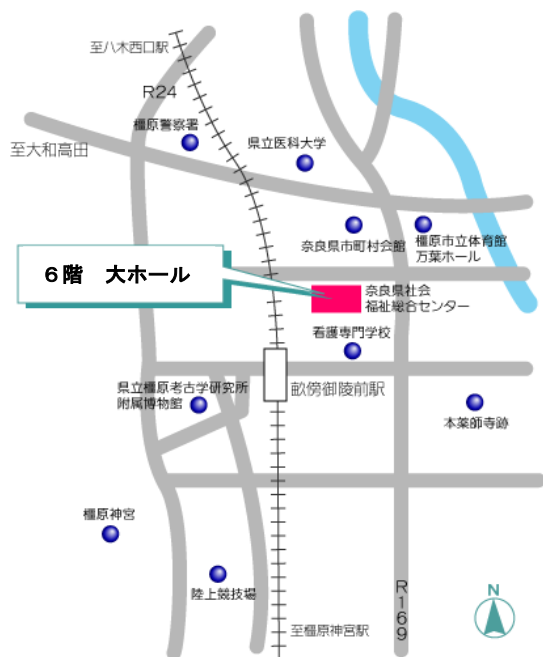 至八木西口駅
R24
橿原警察署
県立医科大学
至大和高田
奈良県市町村会館
橿原市立体育館
万葉ホール
6階　大ホール
奈良県社会
福祉総合センター
看護専門学校
畝傍御陵前駅
県立橿原考古学研究所
附属博物館
本薬師寺跡
橿原神宮
陸上競技場
R169
N
至橿原神宮駅